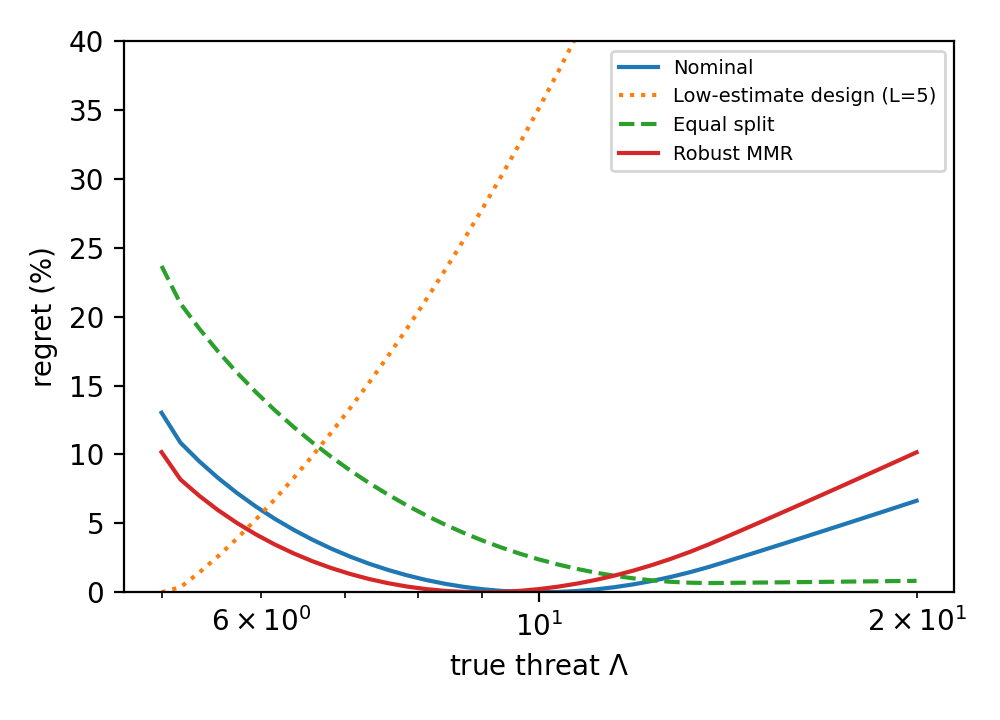 40
35
30
25
20
15
10
5
0
regret (%)
Nominal
Low-estimate design (L=5)
Equal split
Robust MMR
6 × 10⁰
10¹
2 × 10¹
true threat Λ